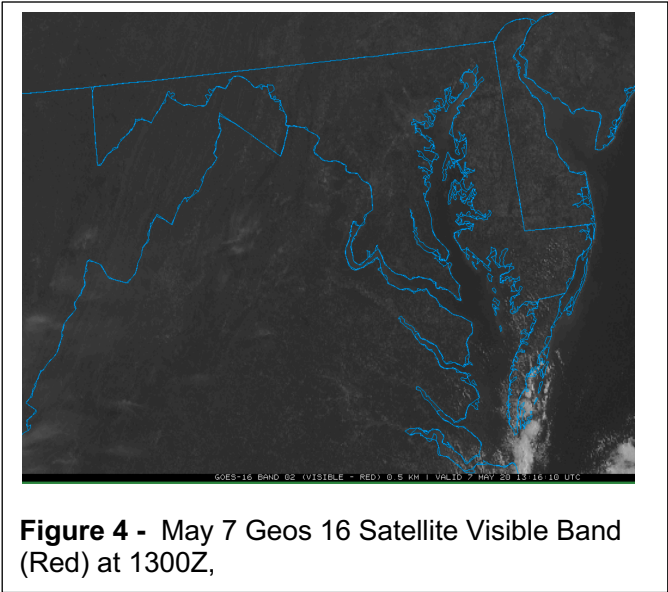 GOES-16 BAND 02 (VISIBLE - RED) 0.5 KM | VALID 7 MAY 20 13:16:10 UTC
Figure 4 - May 7 Geos 16 Satellite Visible Band
(Red) at 1300Z,